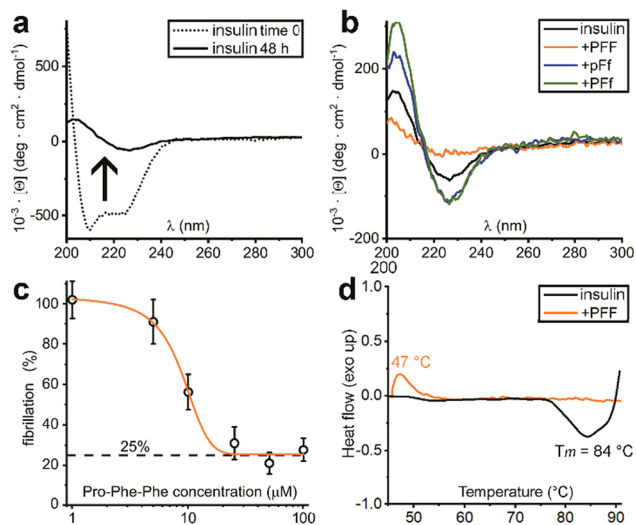 a
insulin time 0
insulin 48 h
10⁻³ · [Θ] (deg · cm² · dmol⁻¹)
500
0
-500
λ (nm)
200 220 240 260 280 300
b
insulin
+PFF
+pFf
+PFf
10⁻³ · [Θ] (deg · cm² · dmol⁻¹)
200
0
-200
λ (nm)
200 220 240 260 280 300
200
c
fibrillation (%)
100
80
60
40
20
0
25%
Pro-Phe-Phe concentration (μM)
1 10 100
d
insulin
+PFF
Heat flow (exo up)
1.0
0.5
0.0
-0.5
-1.0
47 °C
Tm = 84 °C
Temperature (°C)
50 60 70 80 90